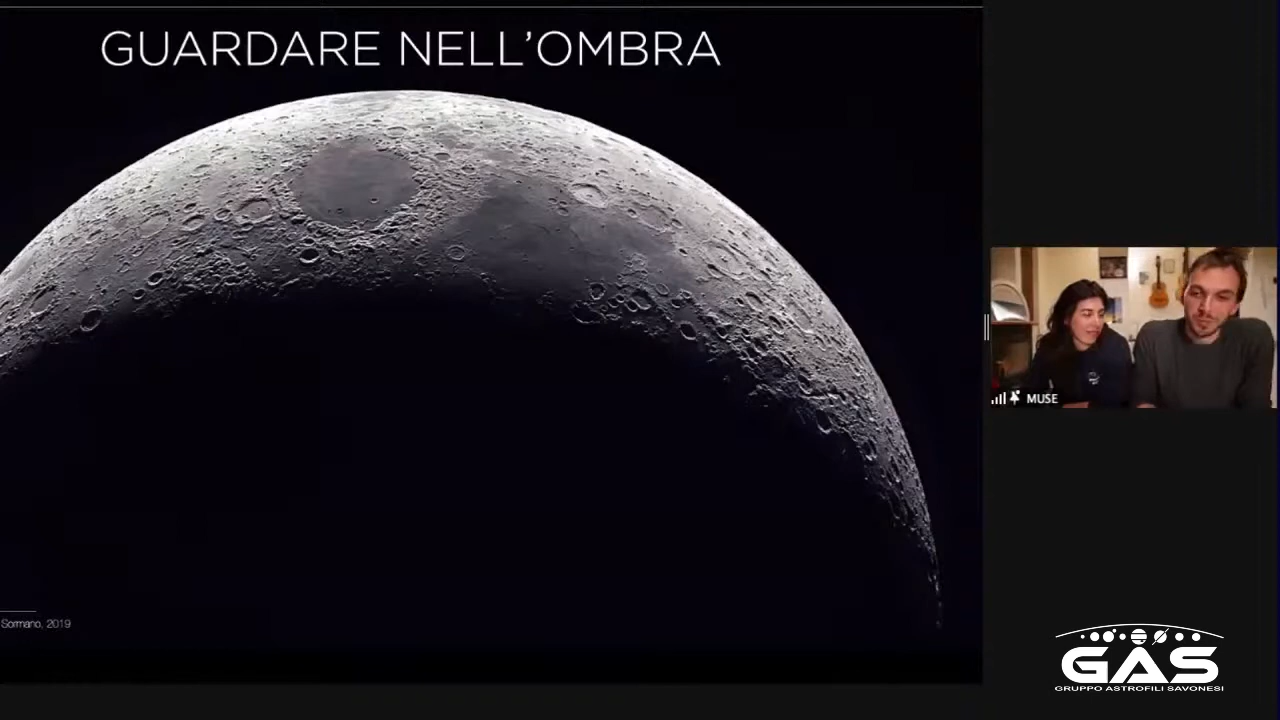 GUARDARE NELL'OMBRA
Sormano, 2019
MUSE
GAS
GRUPPO ASTROFILI SAVONESI